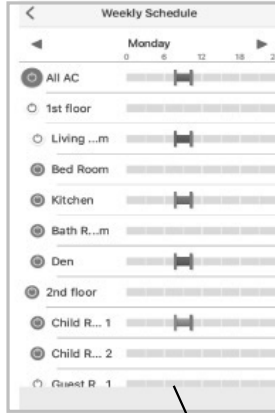 Weekly Schedule
Monday
0 6 12 18 2
All AC
1st floor
Living ...m
Bed Room
Kitchen
Bath R...m
Den
2nd floor
Child R... 1
Child R... 2
Guest R 1